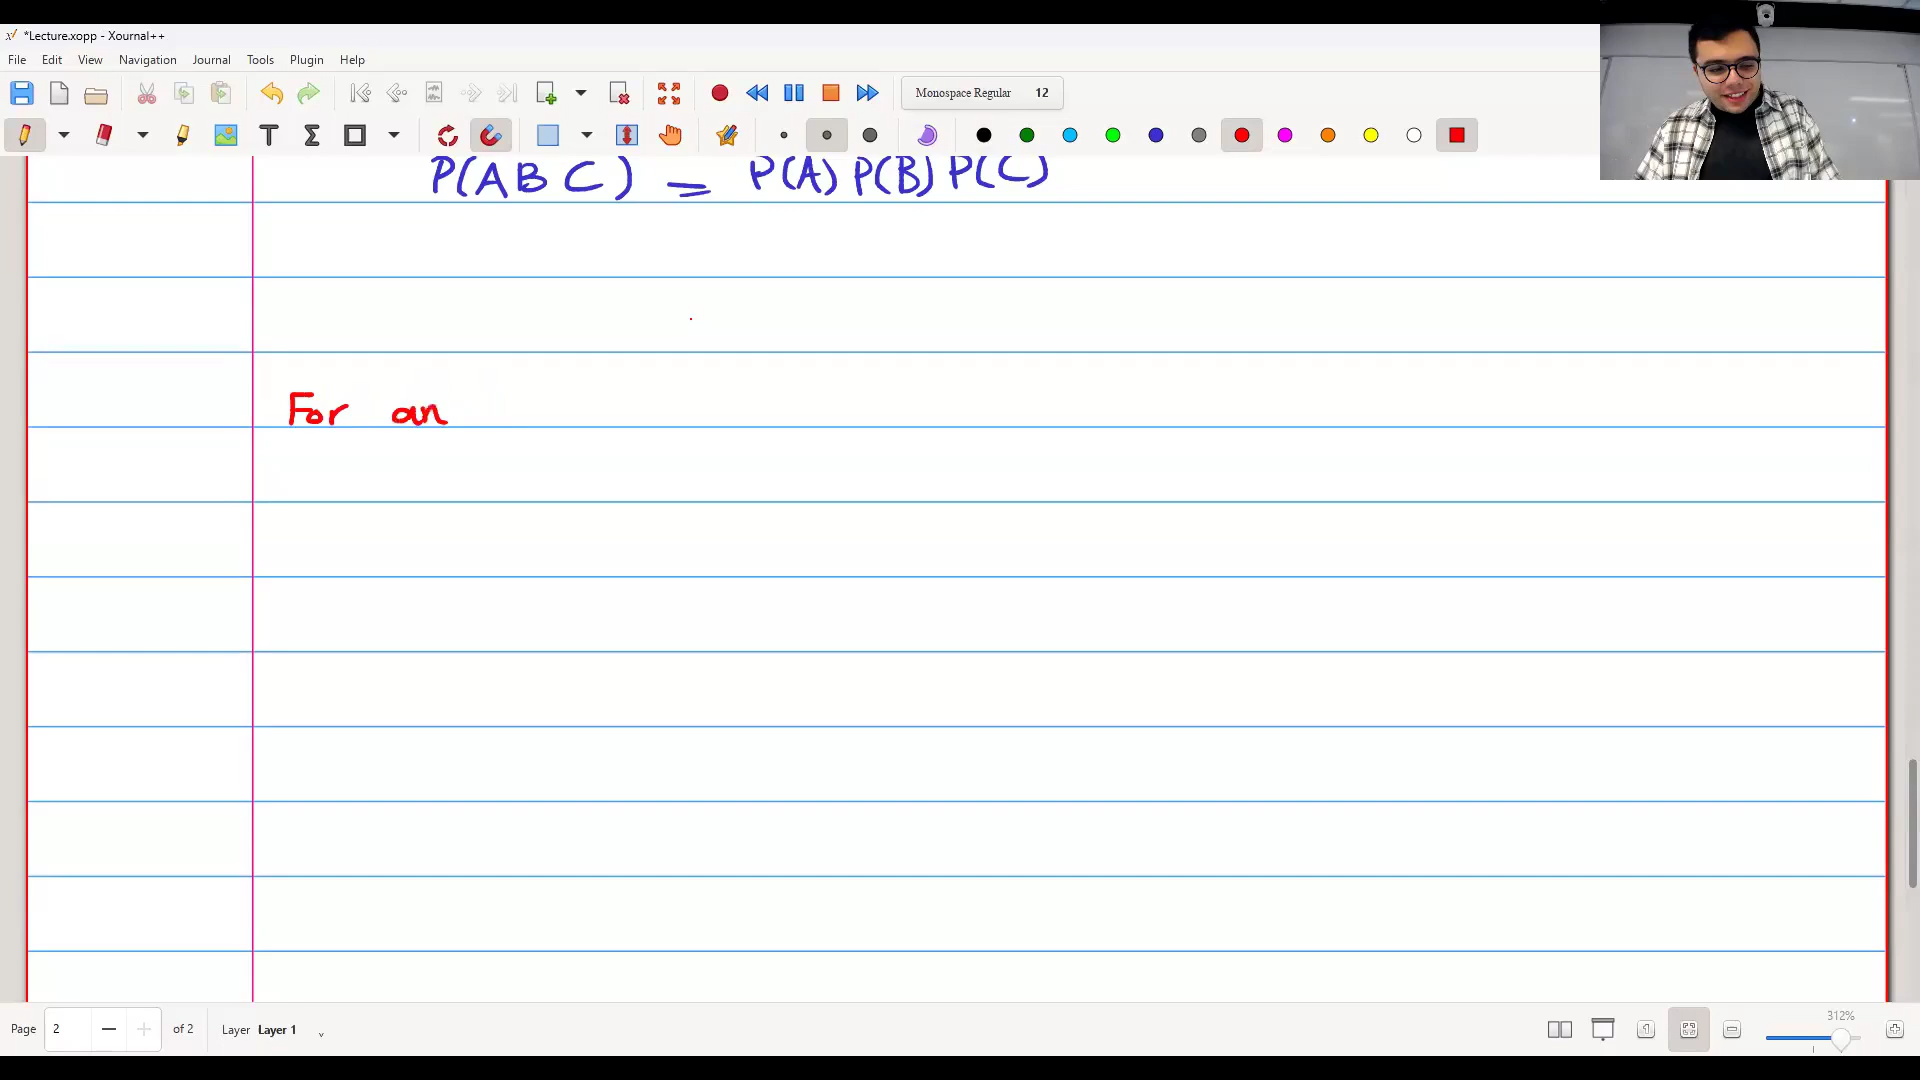 *Lecture.xopp - Xournal++
File Edit View Navigation Journal Tools Plugin Help
Monospace Regular 12
P(ABC) = P(A) P(B) P(C)
For an
Page 2 of 2 Layer Layer 1 312%